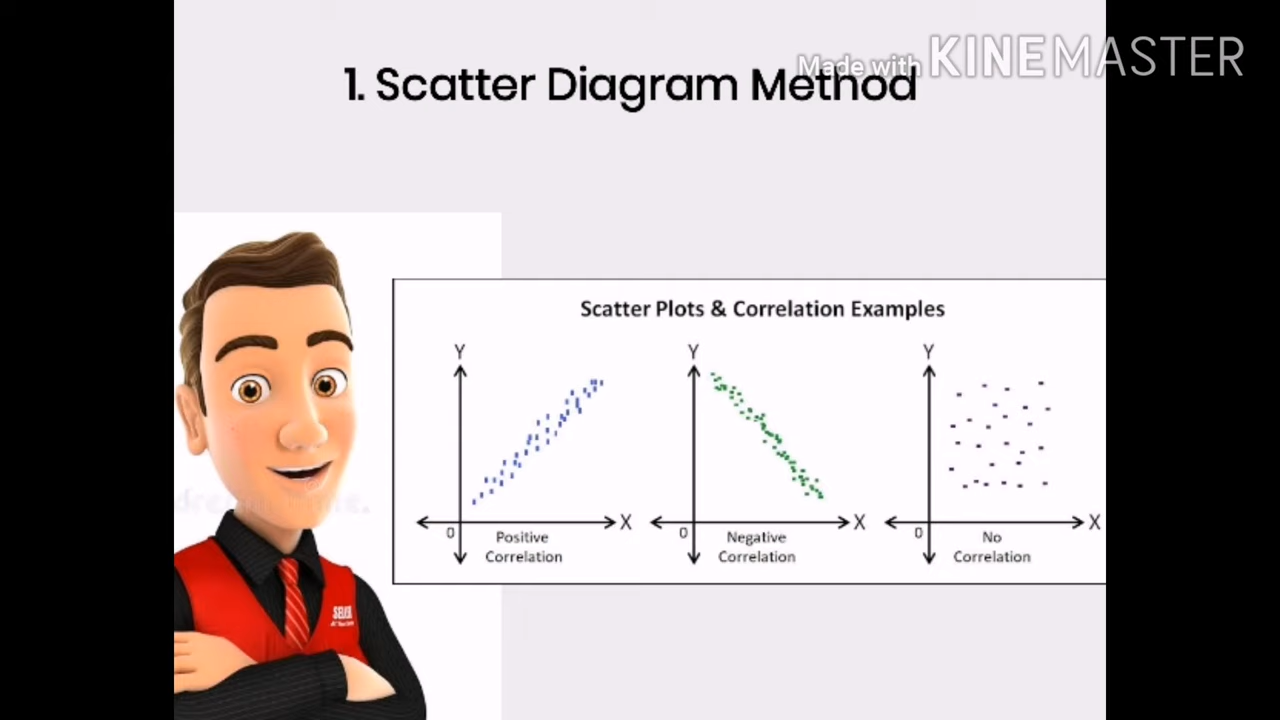 Made with KINEMASTER
1. Scatter Diagram Method
Scatter Plots & Correlation Examples
Y
Y
Y
0
X
0
X
0
X
Positive
Correlation
Negative
Correlation
No
Correlation